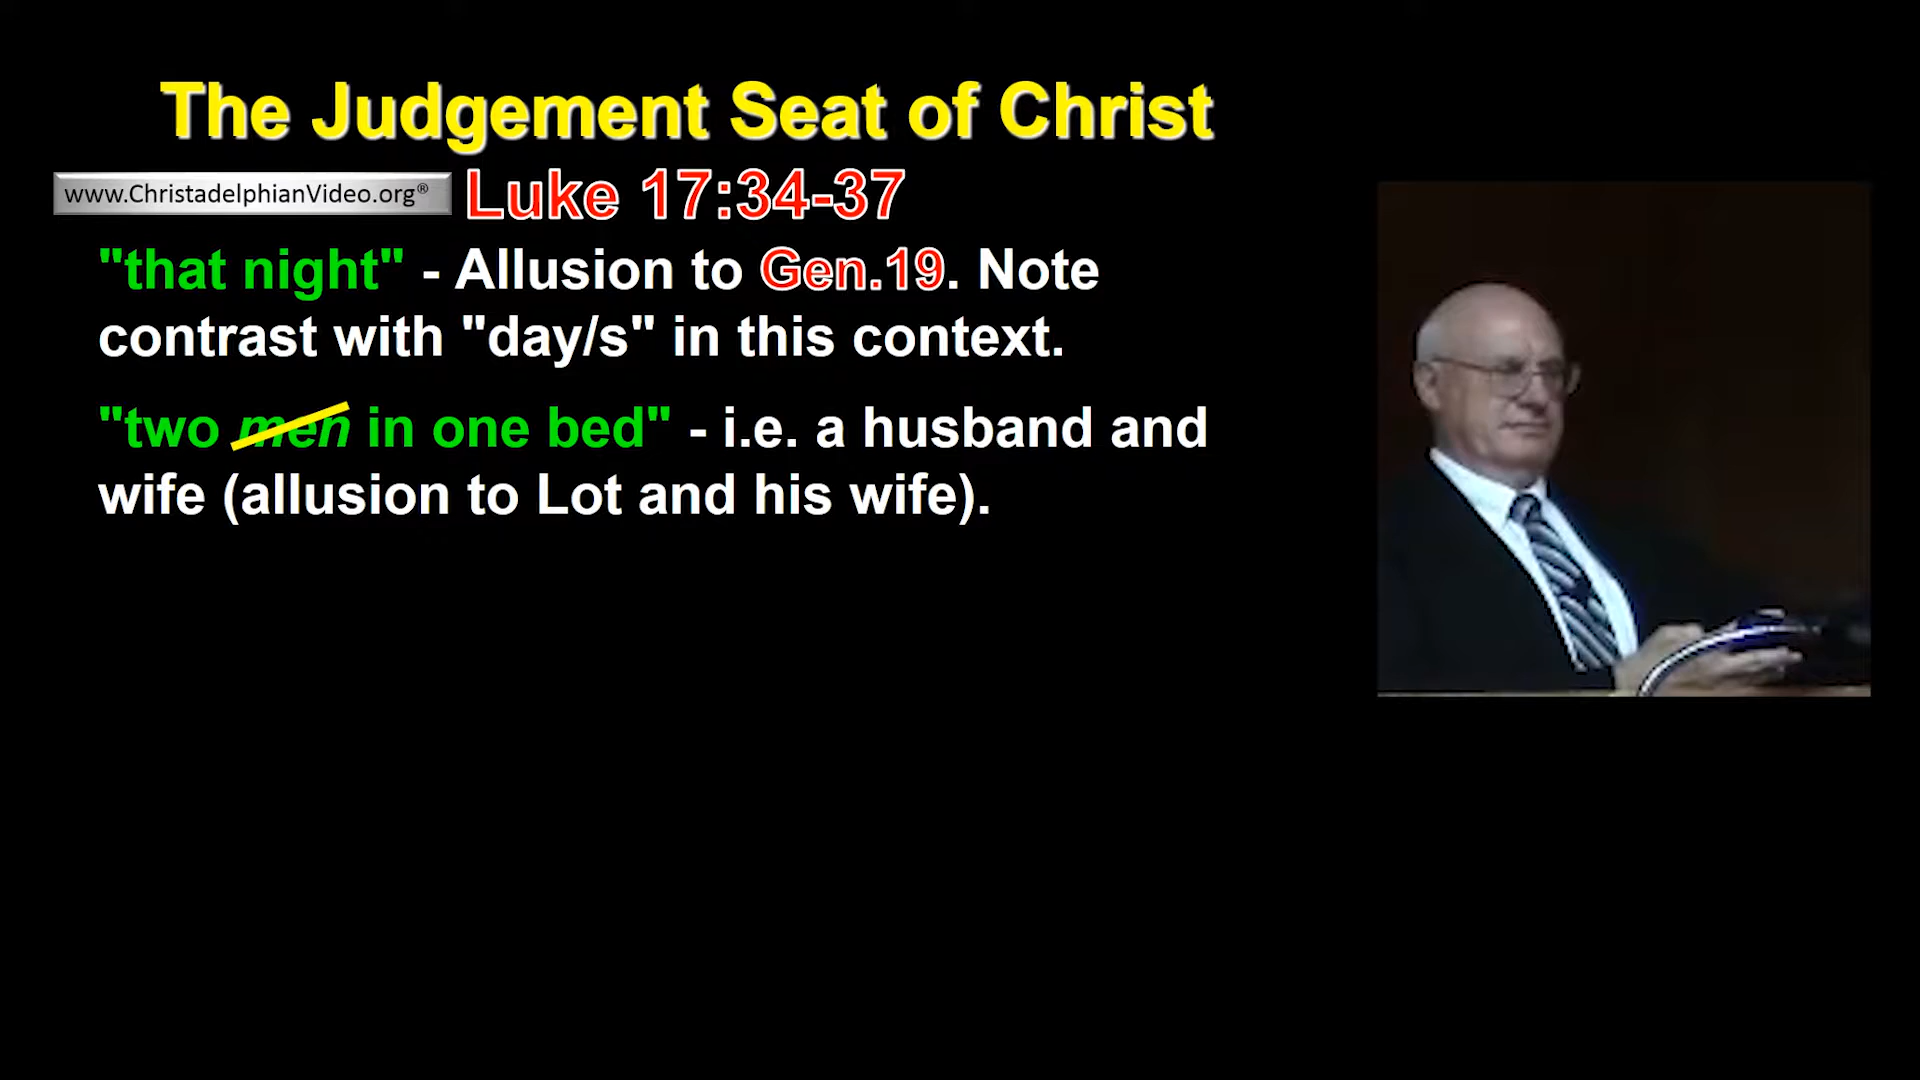 The Judgement Seat of Christ
www.ChristadelphianVideo.org®
Luke 17:34-37
"that night" - Allusion to Gen.19. Note
contrast with "day/s" in this context.
"two men in one bed" - i.e. a husband and
wife (allusion to Lot and his wife).